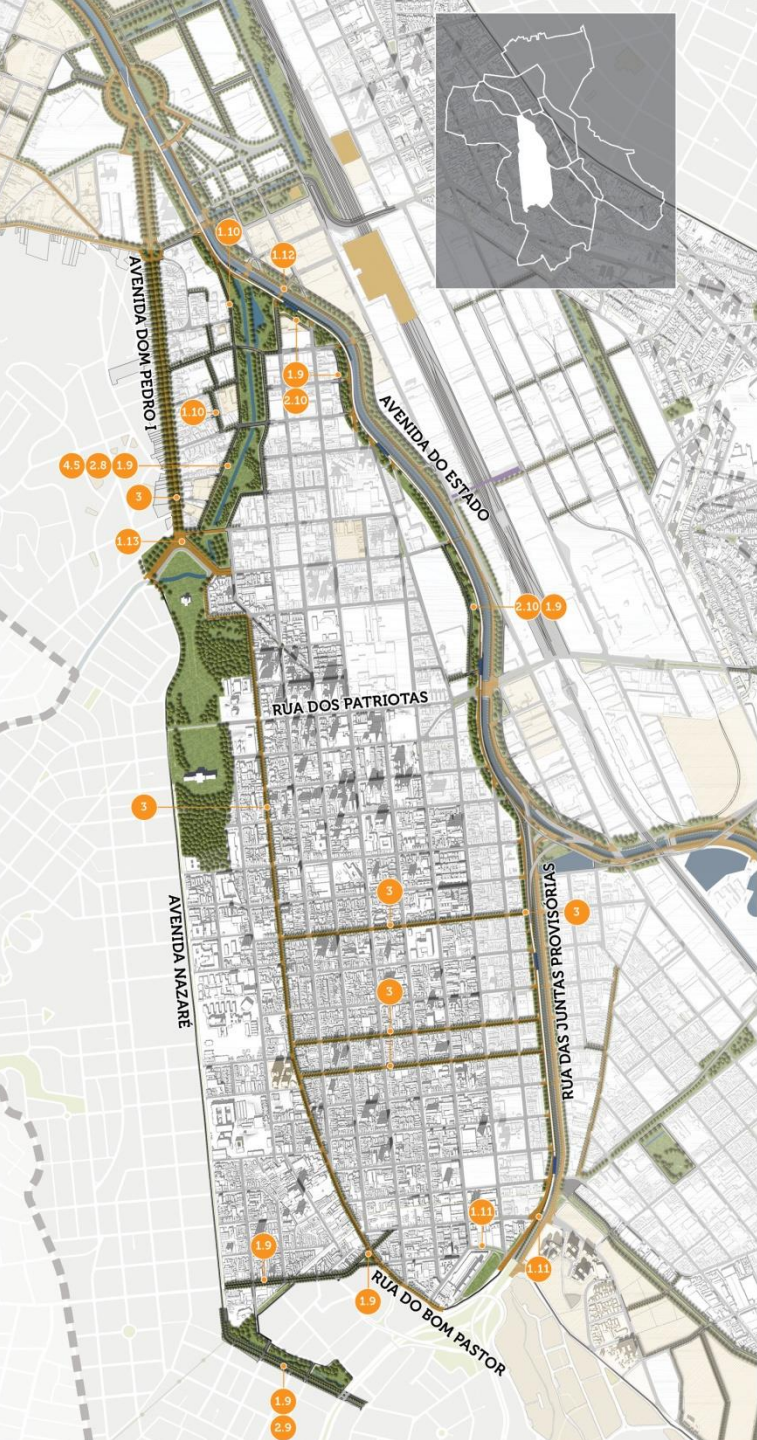 1.10
1.12
AVENIDA DOM PEDRO I
1.9
2.10
1.10
AVENIDA DO ESTADO
4.5 2.8 1.9
3
1.13
2.10 1.9
RUA DOS PATRIOTAS
3
3
3
RUA DAS JUNTAS PROVISÓRIAS
AVENIDA NAZARÉ
3
1.11
1.9
1.11
1.9
RUA DO BOM PASTOR
1.9
2.9